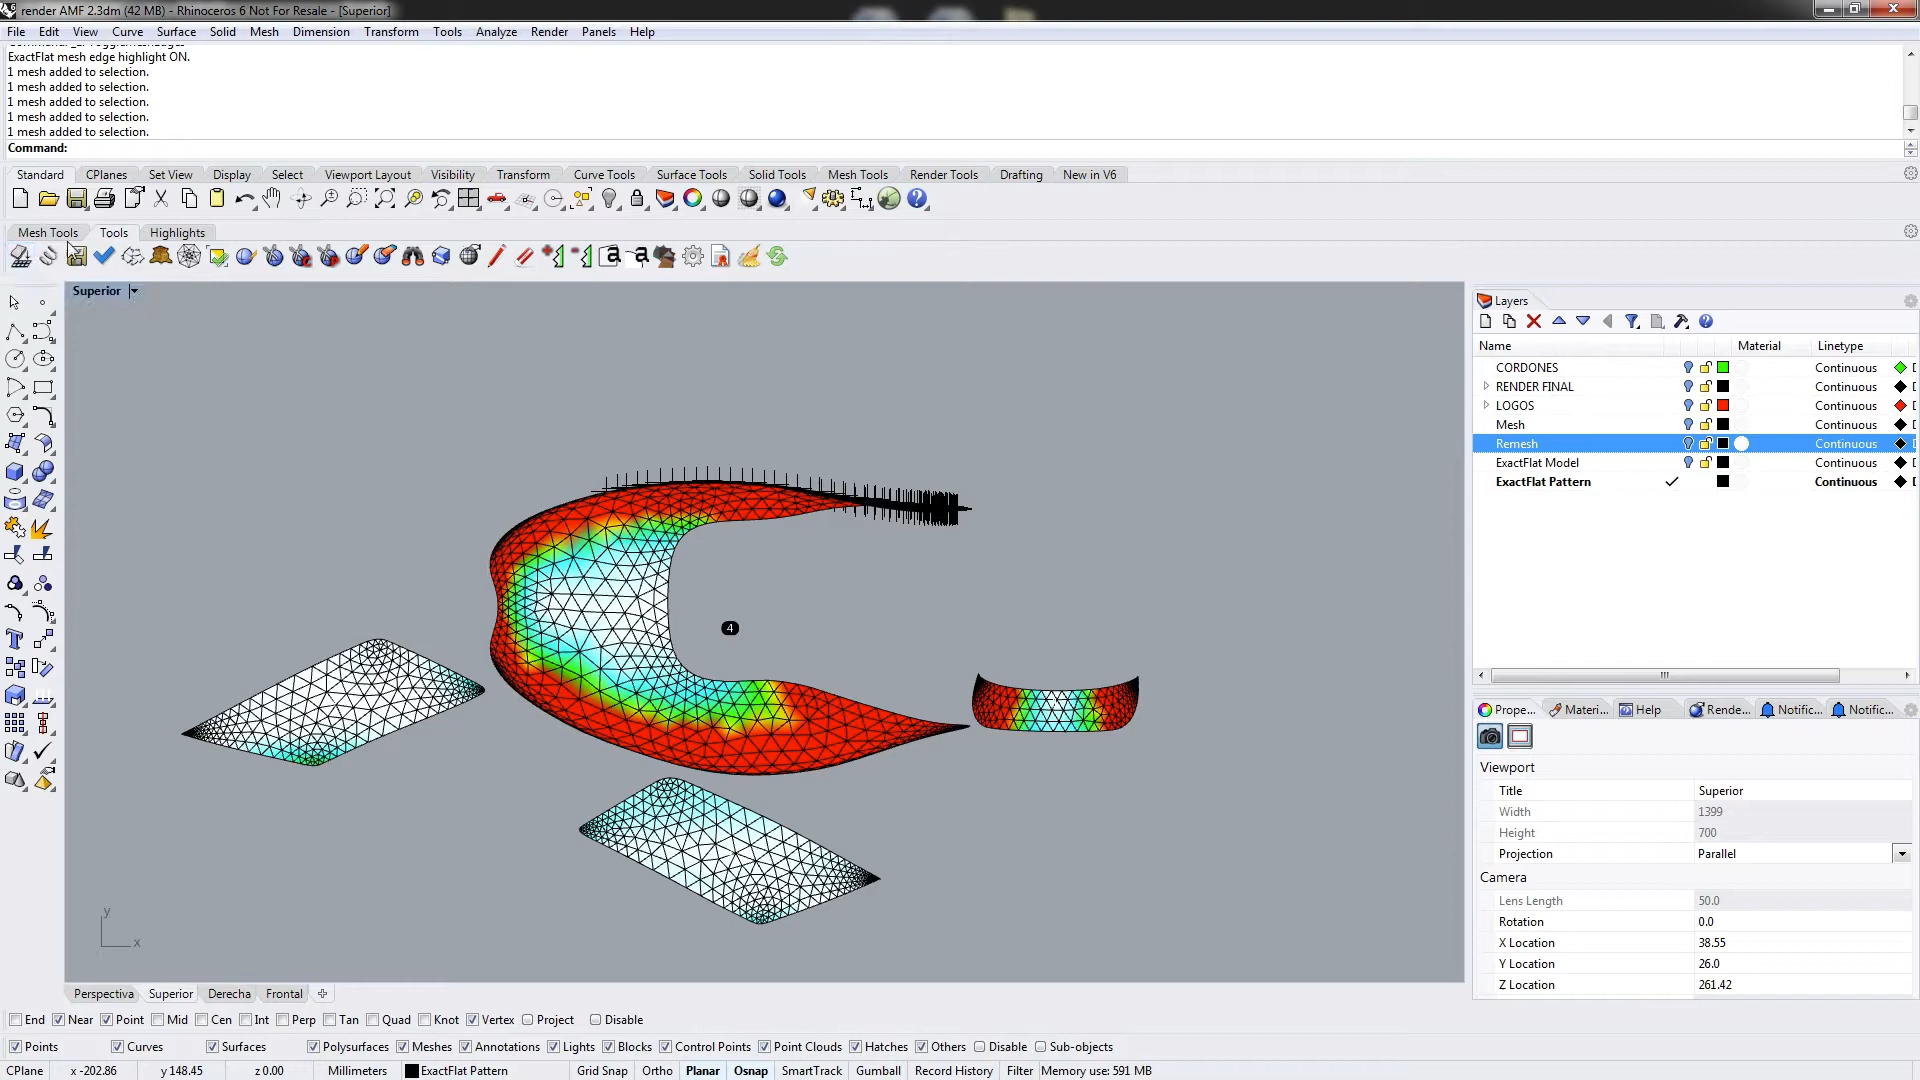 render AMF 2.3dm (42 MB) - Rhinoceros 6 Not For Resale - [Superior]
File Edit View Curve Surface Solid Mesh Dimension Transform Tools Analyze Render Panels Help
ExactFlat mesh edge highlight ON.
1 mesh added to selection.
1 mesh added to selection.
1 mesh added to selection.
1 mesh added to selection.
1 mesh added to selection.
Command:
Standard CPlanes Set View Display Select Viewport Layout Visibility Transform Curve Tools Surface Tools Solid Tools Mesh Tools Render Tools Drafting New in V6
Mesh Tools Tools Highlights
Superior
Layers
Name Material Linetype
CORDONES Continuous
RENDER FINAL Continuous
LOGOS Continuous
Mesh Continuous
Remesh Continuous
ExactFlat Model Continuous
ExactFlat Pattern Continuous
4
Prope... Materi... Help Rende... Notific... Notific...
Viewport
Title Superior
Width 1399
Height 700
Projection Parallel
Camera
Lens Length 50.0
Rotation 0.0
X Location 38.55
Y Location 26.0
Z Location 261.42
y
x
Perspectiva Superior Derecha Frontal
End Near Point Mid Cen Int Perp Tan Quad Knot Vertex Project Disable
Points Curves Surfaces Polysurfaces Meshes Annotations Lights Blocks Control Points Point Clouds Hatches Others Disable Sub-objects
CPlane x -202.86 y 148.45 z 0.00 Millimeters ExactFlat Pattern Grid Snap Ortho Planar Osnap SmartTrack Gumball Record History Filter Memory use: 591 MB